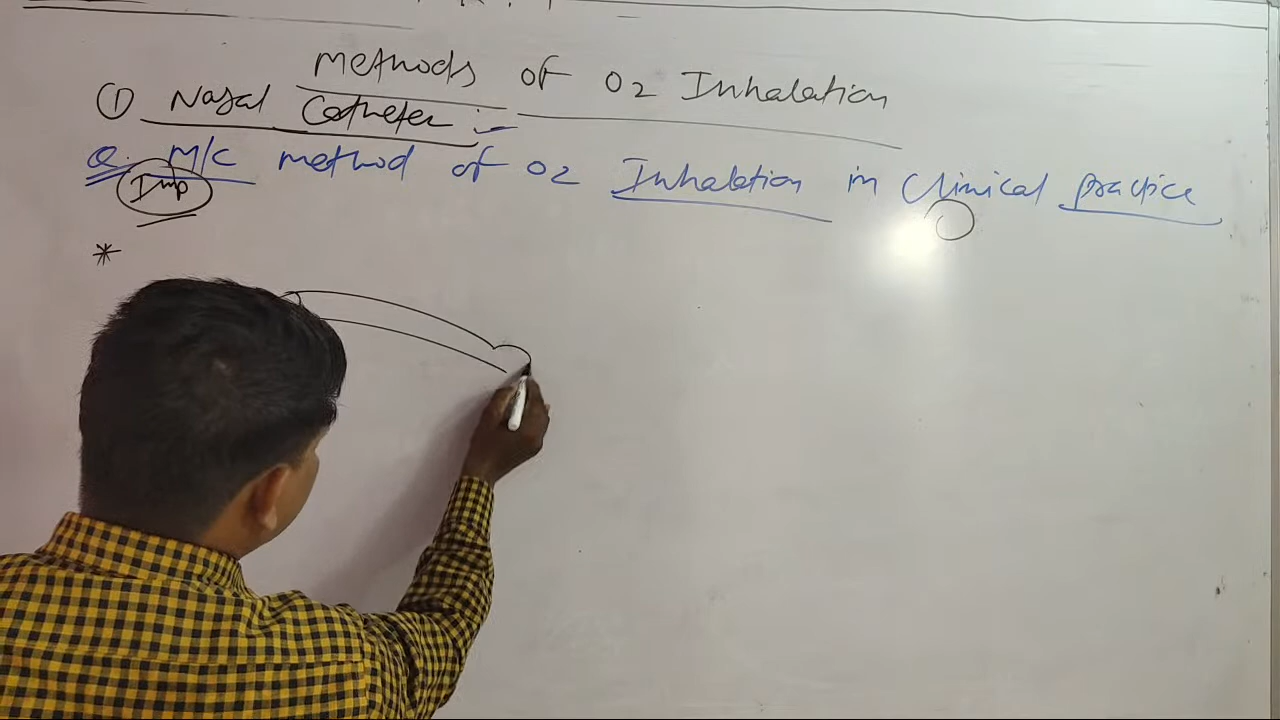 Methods of O2 Inhalation
① Nasal Catheter :-
Q. M/C method of O2 Inhalation in Clinical practice
Imp
*